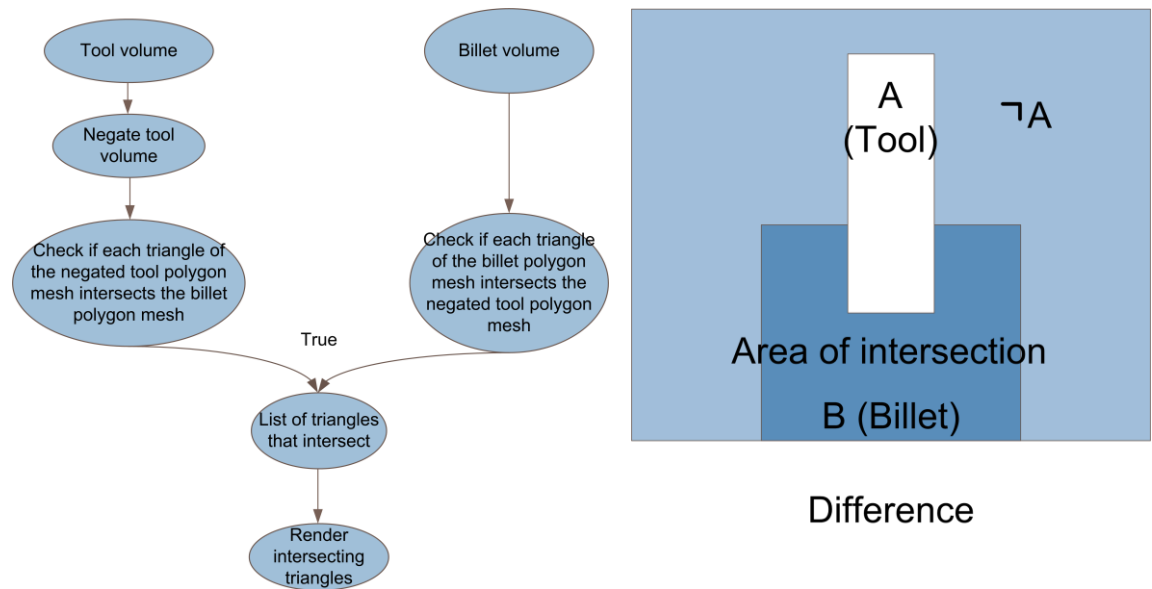 Tool volume
Negate tool
volume
Check if each triangle of
the negated tool polygon
mesh intersects the billet
polygon mesh
Billet volume
Check if each triangle
of the billet polygon
mesh intersects the
negated tool polygon
mesh
True
List of triangles
that intersect
Render
intersecting
triangles
A
(Tool)
¬A
Area of intersection
B (Billet)
Difference